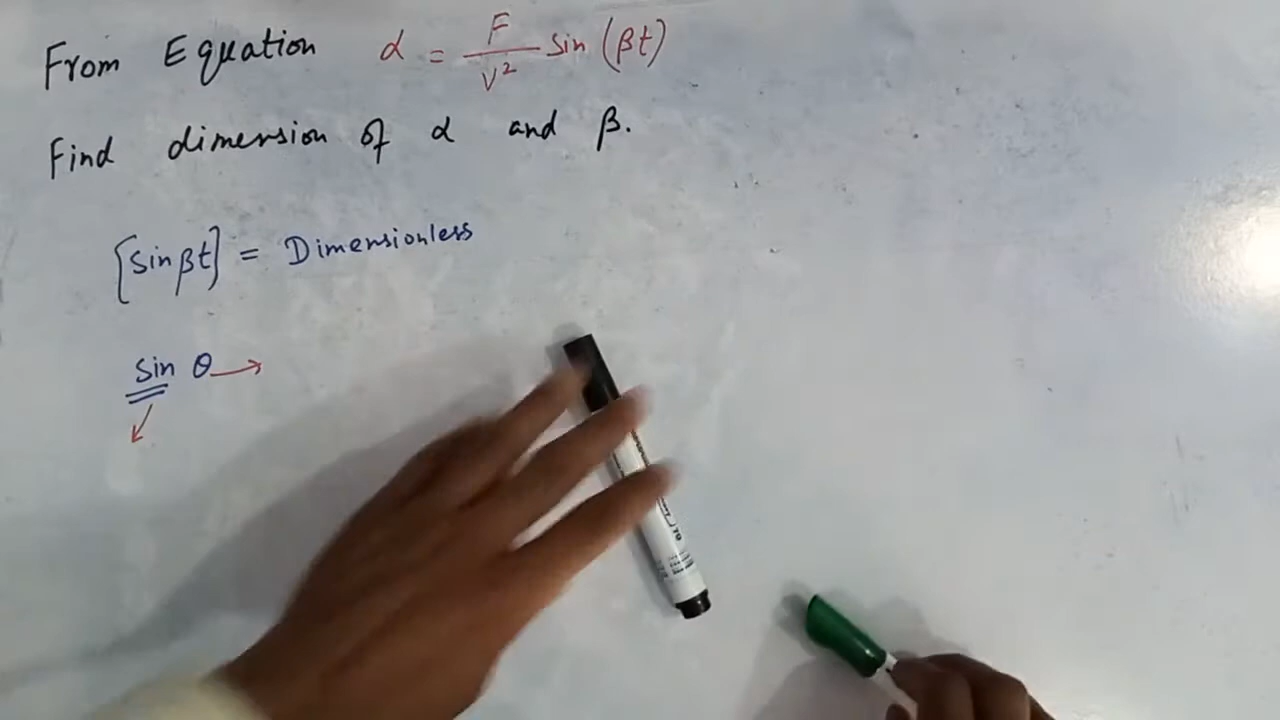 From Equation α = F/V² sin (βt)
Find dimension of α and β.
[sin βt] = Dimensionless
sin θ